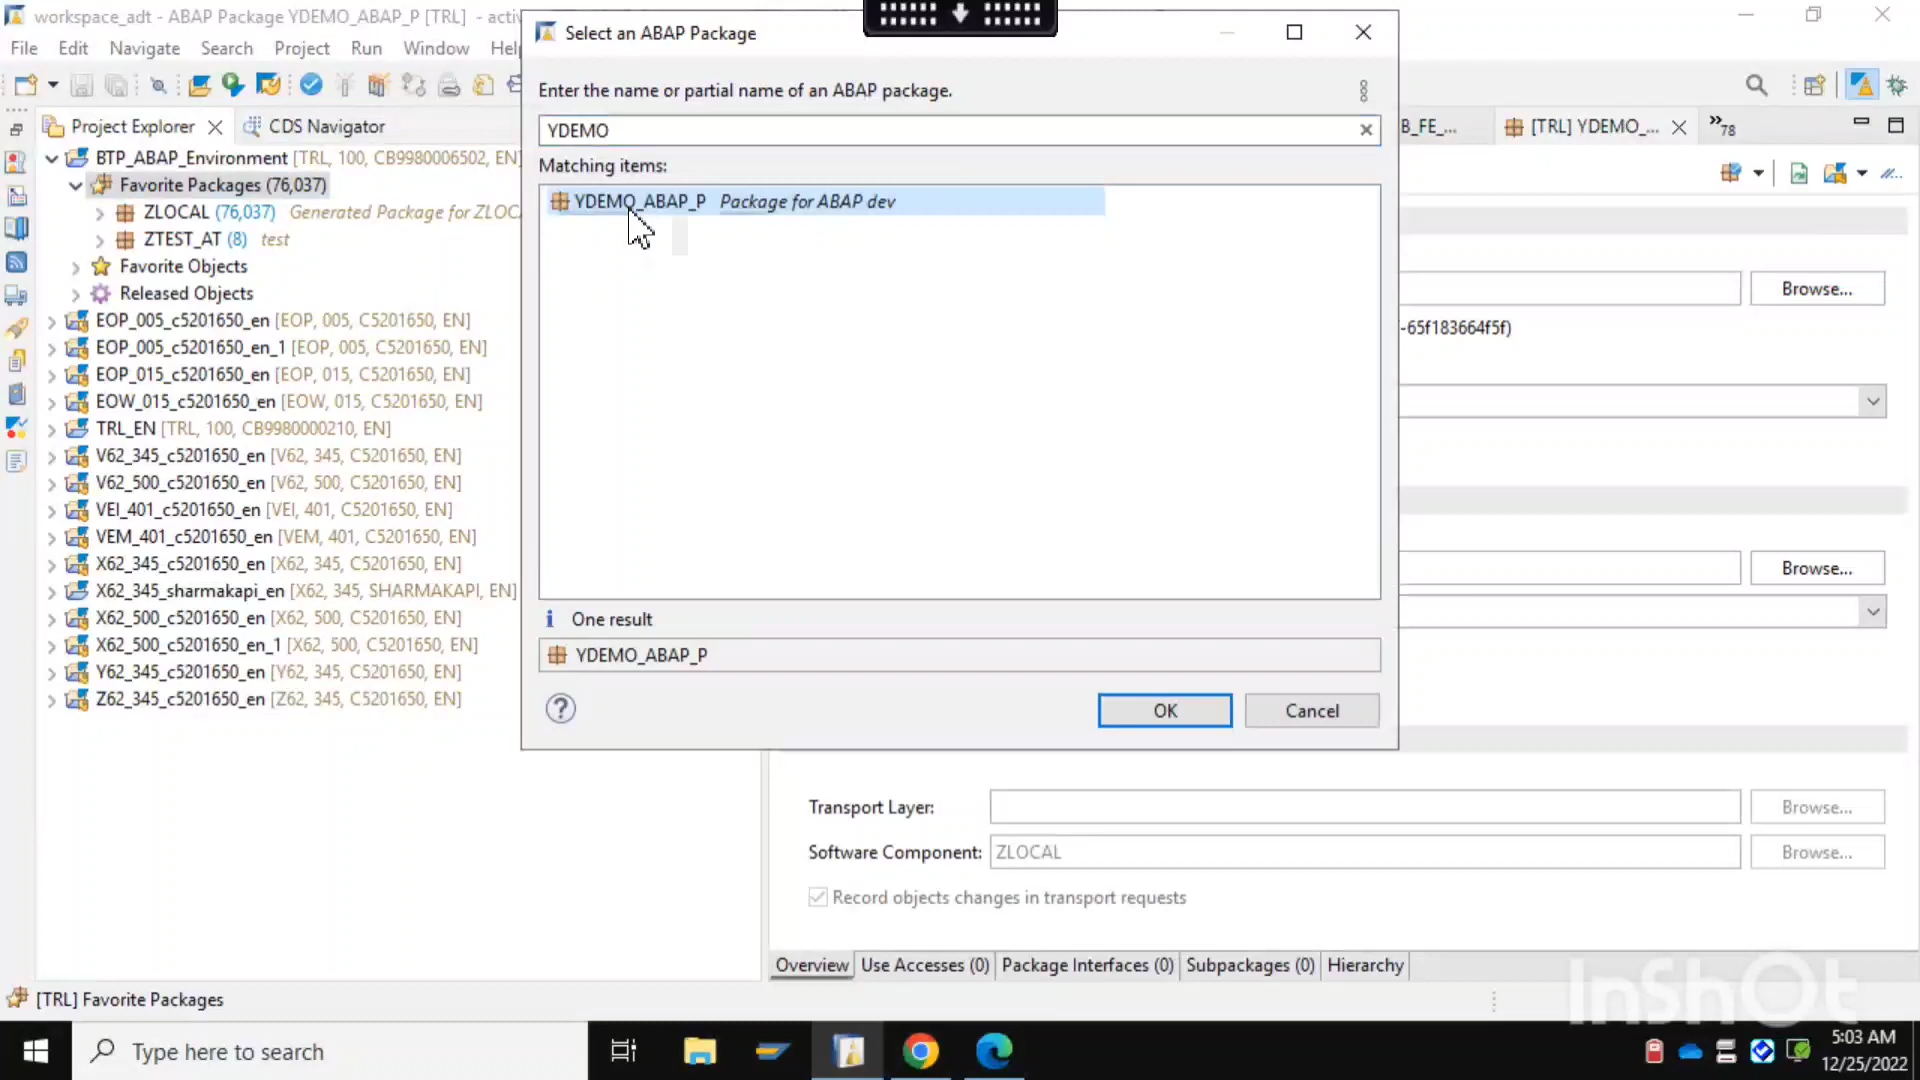 workspace_adt - ABAP Package YDEMO_ABAP_P [TRL] - activ
File Edit Navigate Search Project Run Window Help
Project Explorer
CDS Navigator
BTP_ABAP_Environment [TRL, 100, CB9980006502, EN]
Favorite Packages (76,037)
ZLOCAL (76,037) Generated Package for ZLOC
ZTEST_AT (8) test
Favorite Objects
Released Objects
EOP_005_c5201650_en [EOP, 005, C5201650, EN]
EOP_005_c5201650_en_1 [EOP, 005, C5201650, EN]
EOP_015_c5201650_en [EOP, 015, C5201650, EN]
EOW_015_c5201650_en [EOW, 015, C5201650, EN]
TRL_EN [TRL, 100, CB9980000210, EN]
V62_345_c5201650_en [V62, 345, C5201650, EN]
V62_500_c5201650_en [V62, 500, C5201650, EN]
VEI_401_c5201650_en [VEI, 401, C5201650, EN]
VEM_401_c5201650_en [VEM, 401, C5201650, EN]
X62_345_c5201650_en [X62, 345, C5201650, EN]
X62_345_sharmakapi_en [X62, 345, SHARMAKAPI, EN]
X62_500_c5201650_en [X62, 500, C5201650, EN]
X62_500_c5201650_en_1 [X62, 500, C5201650, EN]
Y62_345_c5201650_en [Y62, 345, C5201650, EN]
Z62_345_c5201650_en [Z62, 345, C5201650, EN]
Select an ABAP Package
Enter the name or partial name of an ABAP package.
YDEMO
Matching items:
YDEMO_ABAP_P Package for ABAP dev
One result
YDEMO_ABAP_P
OK
Cancel
B_FE_...
[TRL] YDEMO_...
78
Browse...
-65f183664f5f)
Browse...
Transport Layer:
Browse...
Software Component: ZLOCAL
Browse...
Record objects changes in transport requests
Overview
Use Accesses (0)
Package Interfaces (0)
Subpackages (0)
Hierarchy
[TRL] Favorite Packages
InShOt
Type here to search
5:03 AM
12/25/2022